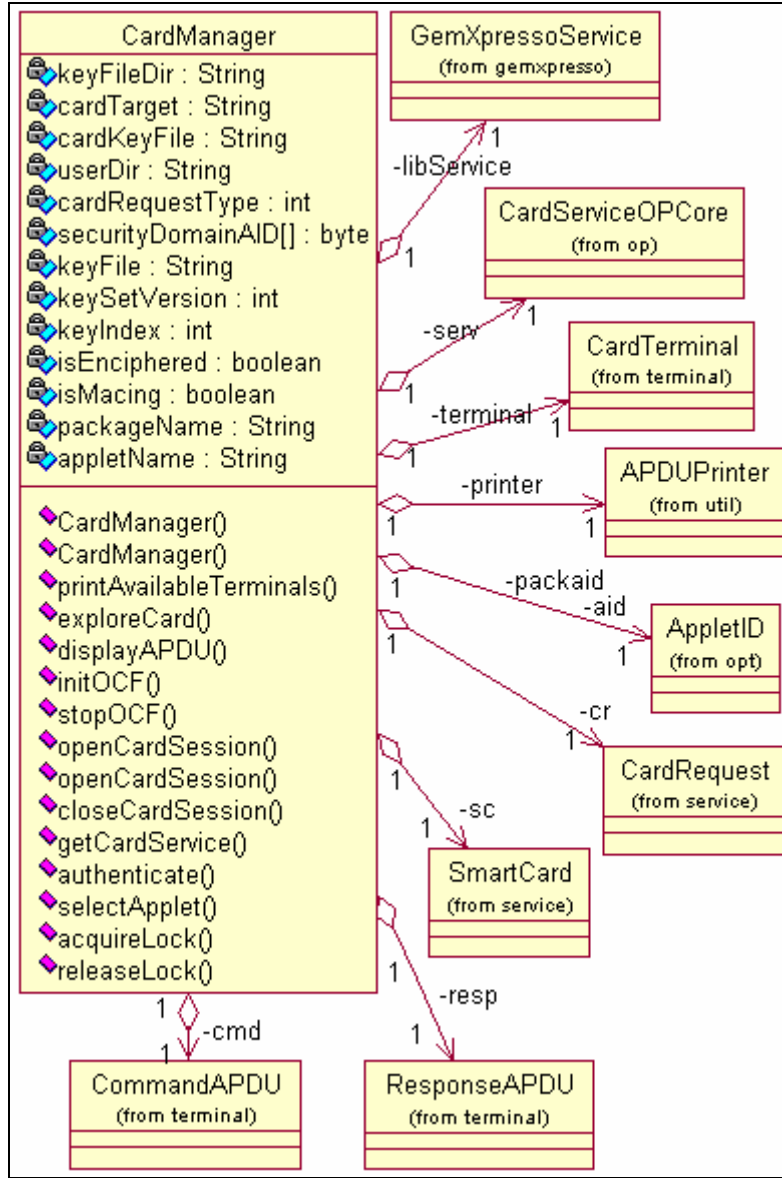 CardManager
keyFileDir : String
cardTarget : String
cardKeyFile : String
userDir : String
cardRequestType : int
securityDomainAID[] : byte
keyFile : String
keySetVersion : int
keyIndex : int
isEnciphered : boolean
isMacing : boolean
packageName : String
appletName : String
CardManager()
CardManager()
printAvailableTerminals()
exploreCard()
displayAPDU()
initOCF()
stopOCF()
openCardSession()
openCardSession()
closeCardSession()
getCardService()
authenticate()
selectApplet()
acquireLock()
releaseLock()
GemXpressoService
(from gemxpresso)
1
-libService
1
CardServiceOPCore
(from op)
1
-serv
1
CardTerminal
(from terminal)
-terminal
1
1
APDUPrinter
(from util)
-printer
1
1
-packaid
-aid
1
1
AppletID
(from opt)
1
-cr
1
CardRequest
(from service)
1
-sc
1
SmartCard
(from service)
1
-resp
1
ResponseAPDU
(from terminal)
1
-cmd
1
CommandAPDU
(from terminal)